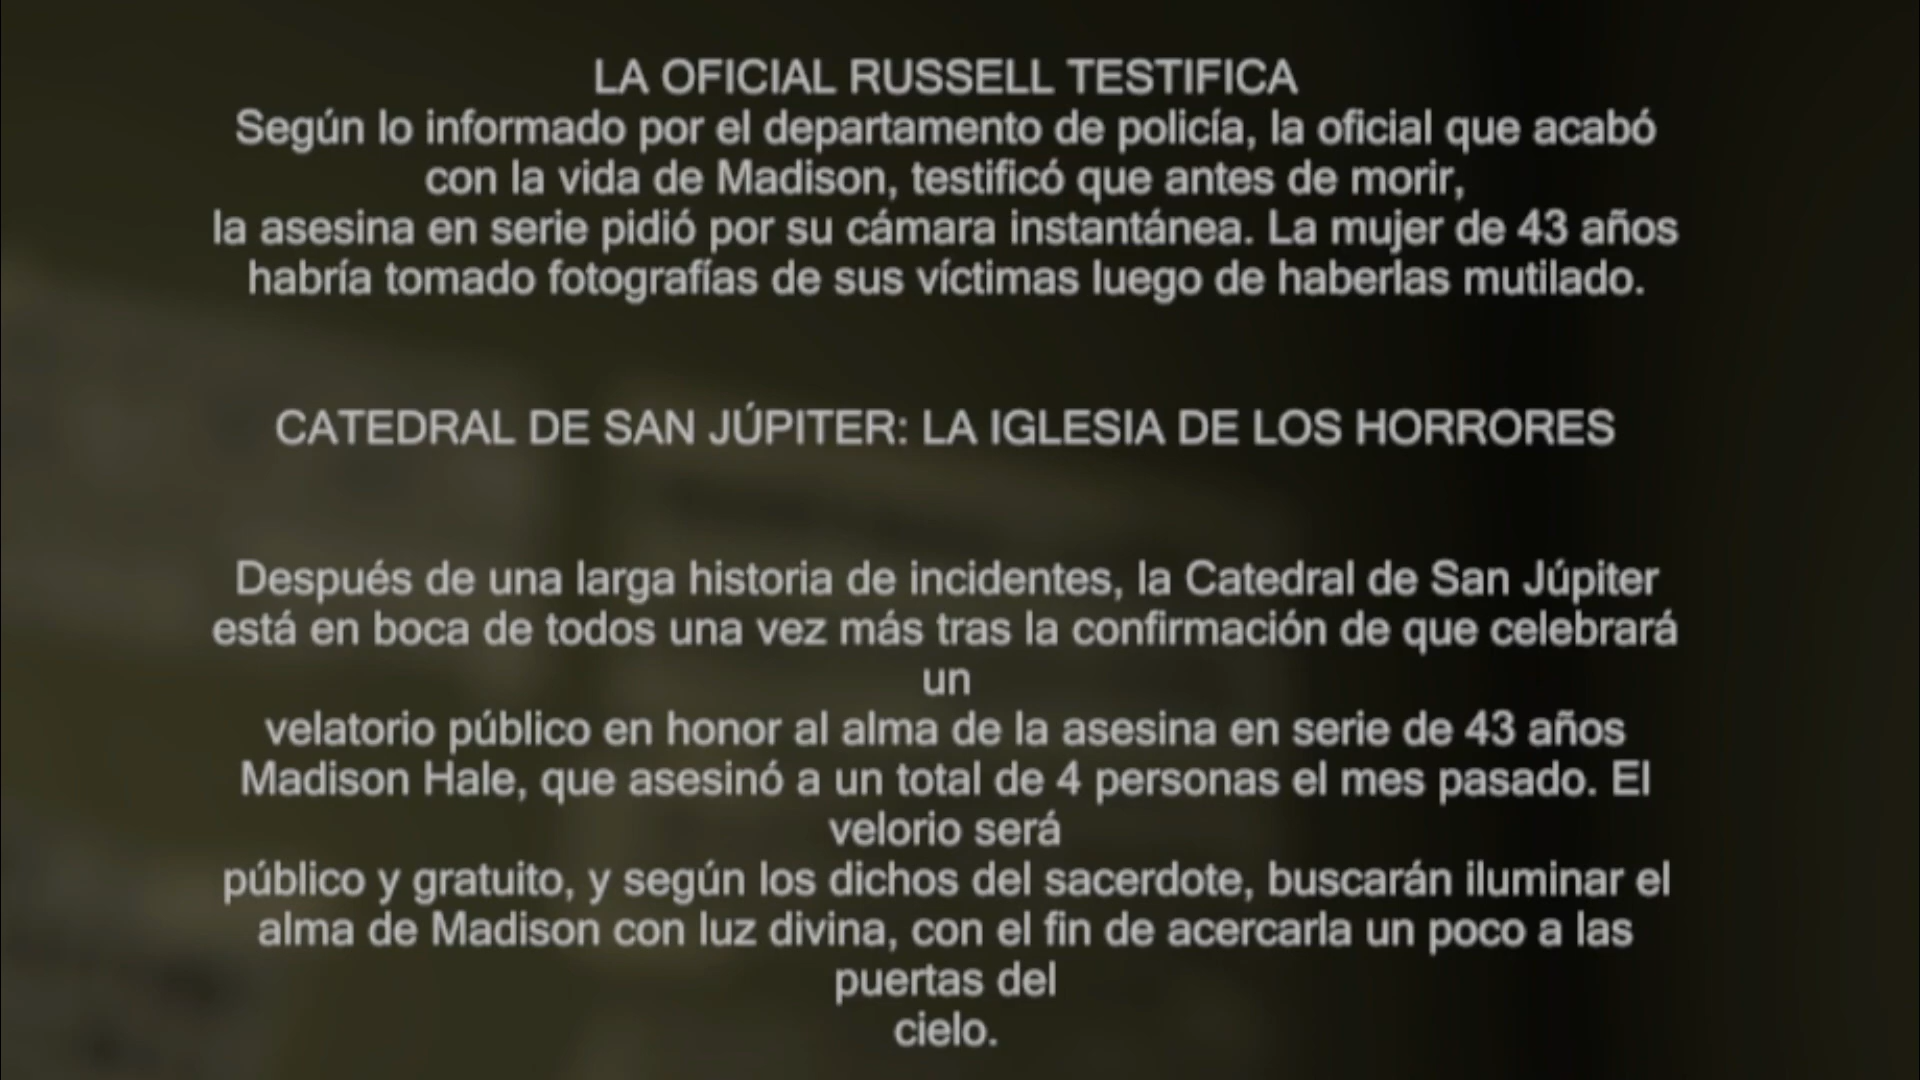 LA OFICIAL RUSSELL TESTIFICA
Según lo informado por el departamento de policía, la oficial que acabó
con la vida de Madison, testificó que antes de morir,
la asesina en serie pidió por su cámara instantánea. La mujer de 43 años
habría tomado fotografías de sus víctimas luego de haberlas mutilado.
CATEDRAL DE SAN JÚPITER: LA IGLESIA DE LOS HORRORES
Después de una larga historia de incidentes, la Catedral de San Júpiter
está en boca de todos una vez más tras la confirmación de que celebrará
un
velatorio público en honor al alma de la asesina en serie de 43 años
Madison Hale, que asesinó a un total de 4 personas el mes pasado. El
velorio será
público y gratuito, y según los dichos del sacerdote, buscarán iluminar el
alma de Madison con luz divina, con el fin de acercarla un poco a las
puertas del
cielo.